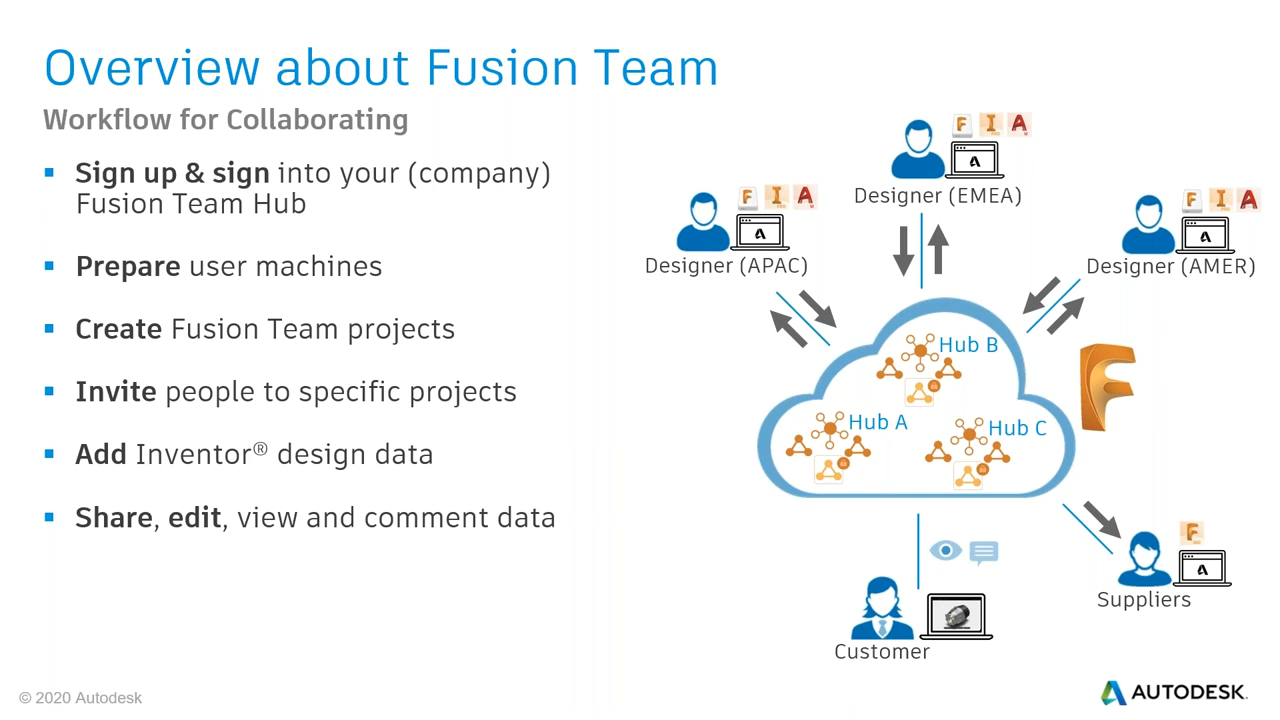 Overview about Fusion Team
Workflow for Collaborating
Sign up & sign into your (company)
Fusion Team Hub
Prepare user machines
Create Fusion Team projects
Invite people to specific projects
Add Inventor® design data
Share, edit, view and comment data
F I A
A
Designer (EMEA)
F I A
A
Designer (APAC)
F I A
A
Designer (AMER)
Hub B
Hub A
Hub C
F
F
A
Suppliers
Customer
© 2020 Autodesk
AUTODESK.